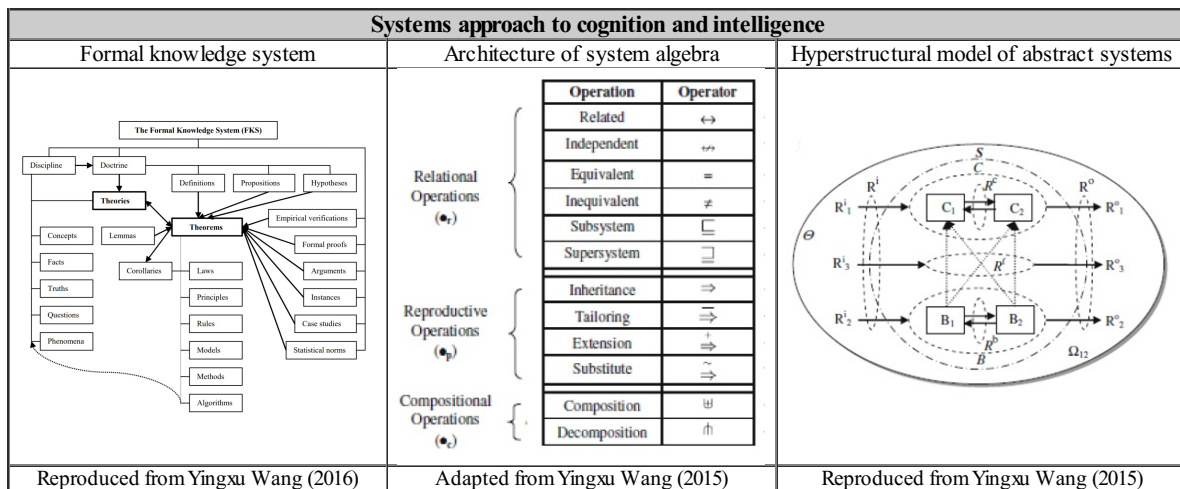 Systems approach to cognition and intelligence
Formal knowledge system
Architecture of system algebra
Hyperstructural model of abstract systems
The Formal Knowledge System (FKS)
Discipline
Doctrine
Definitions
Propositions
Hypotheses
Theories
Theorems
Empirical verifications
Concepts
Lemmas
Formal proofs
Facts
Corollaries
Laws
Arguments
Truths
Principles
Instances
Questions
Rules
Case studies
Phenomena
Models
Statistical norms
Methods
Algorithms
Operation Operator
Relational
Operations
(●r)
Related ↔
Independent ↮
Equivalent =
Inequivalent ≠
Subsystem ⊑
Supersystem ⊒
Reproductive
Operations
(●p)
Inheritance ⇒
Tailoring ⇒̅
Extension ⇒⁺
Substitute ⇒̃
Compositional
Operations
(●c)
Composition ⊎
Decomposition ⋔
S
C
Rⁱ
Rᶜ
Rᵒ
Rⁱ₁
C₁
C₂
Rᵒ₁
Θ
Rⁱ₃
Rᶠ
Rᵒ₃
Rⁱ₂
B₁
B₂
Rᵒ₂
Rᵇ
B
Ω₁₂
Reproduced from Yingxu Wang (2016)
Adapted from Yingxu Wang (2015)
Reproduced from Yingxu Wang (2015)